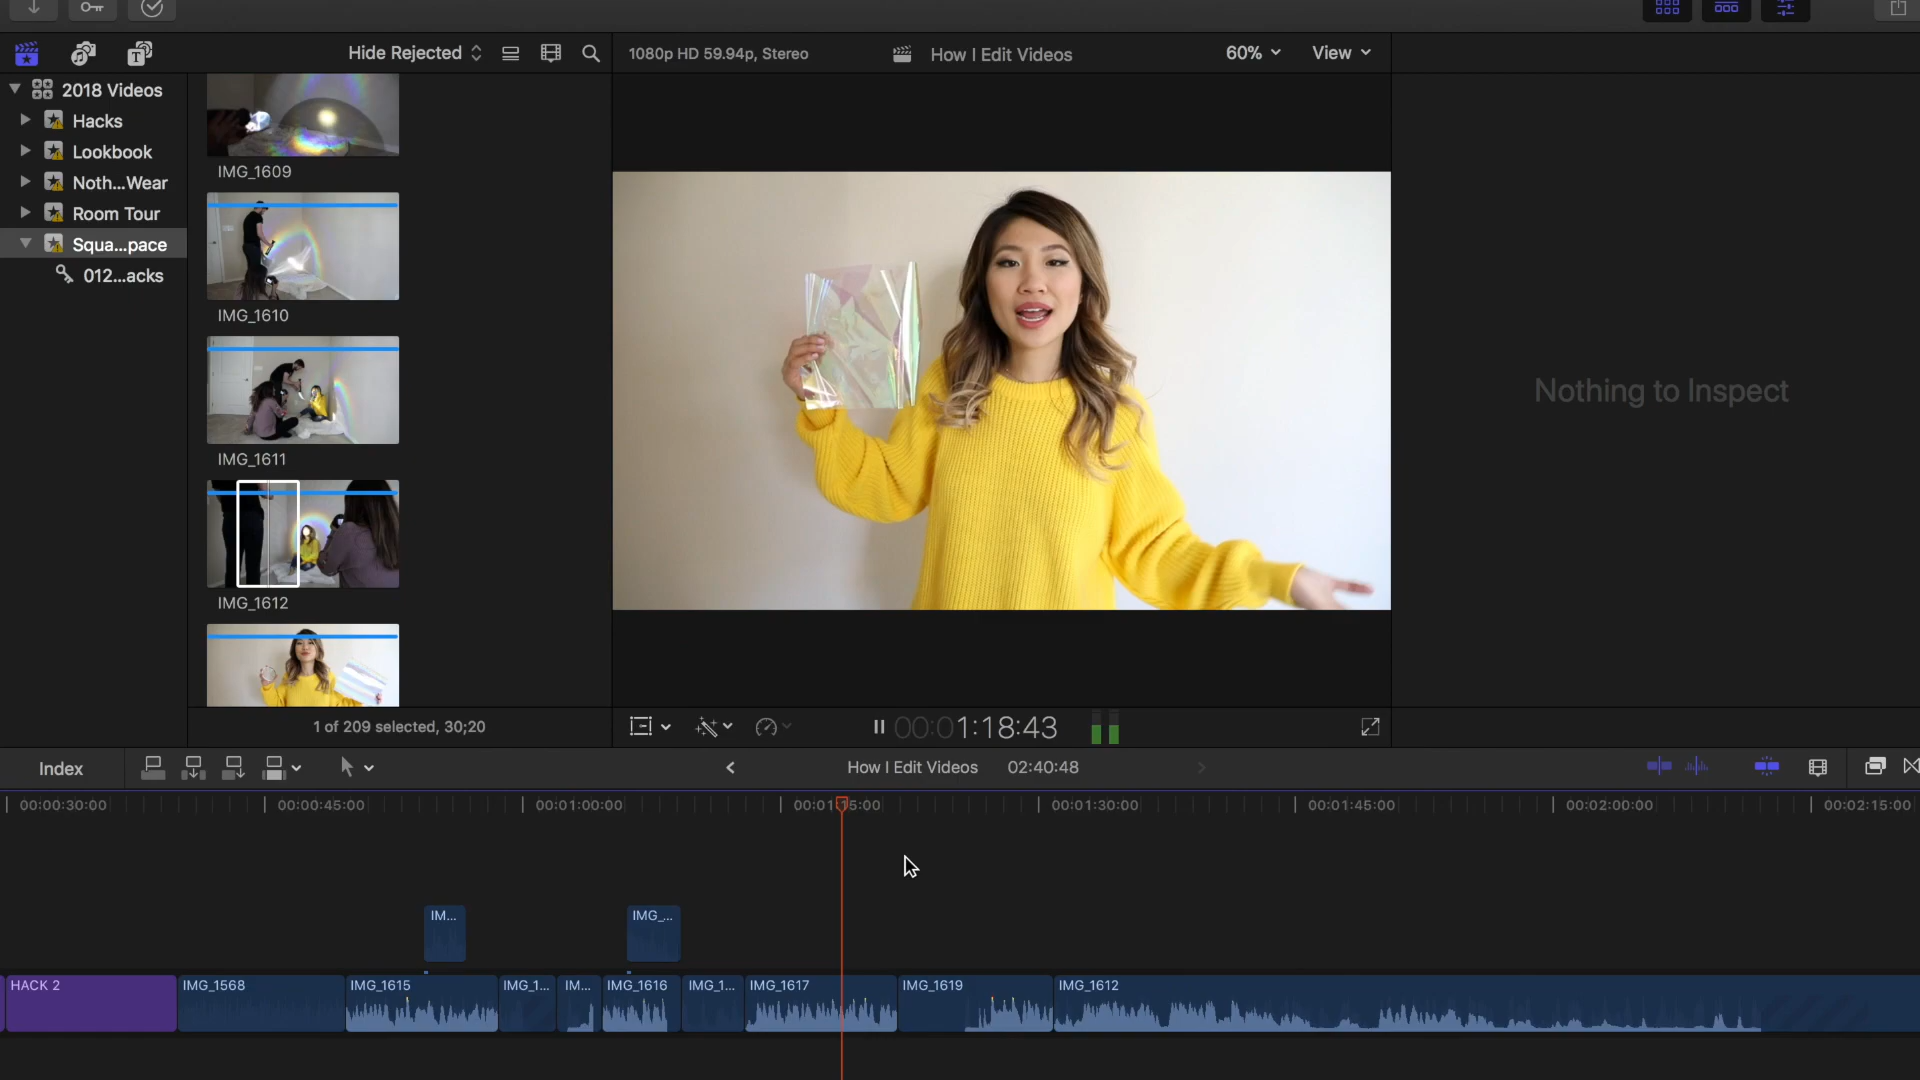 Hide Rejected
1080p HD 59.94p, Stereo
How I Edit Videos
60%
View
2018 Videos
Hacks
Lookbook
Noth...Wear
Room Tour
Squa...pace
012...acks
IMG_1609
IMG_1610
IMG_1611
IMG_1612
Nothing to Inspect
1 of 209 selected, 30;20
00:01:18:43
Index
How I Edit Videos
02:40:48
00:00:30:00
00:00:45:00
00:01:00:00
00:01:15:00
00:01:30:00
00:01:45:00
00:02:00:00
00:02:15:00
IM...
IMG_...
HACK 2
IMG_1568
IMG_1615
IMG_1...
IM...
IMG_1616
IMG_1...
IMG_1617
IMG_1619
IMG_1612